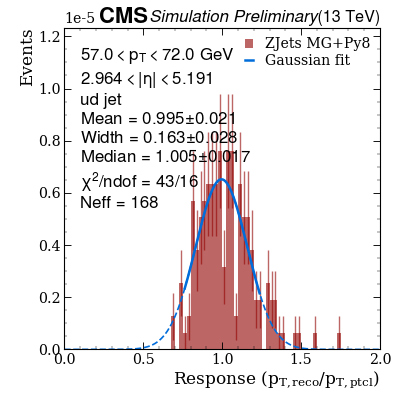 1e-5 CMS Simulation Preliminary (13 TeV)
57.0 < pT < 72.0 GeV
2.964 < |η| < 5.191
ud jet
Mean = 0.995±0.021
Width = 0.163±0.028
Median = 1.005±0.017
χ²/ndof = 43/16
Neff = 168
ZJets MG+Py8
Gaussian fit
Events
1.2
1.0
0.8
0.6
0.4
0.2
0.0
0.0 0.5 1.0 1.5 2.0
Response (pT,reco/pT,ptcl)